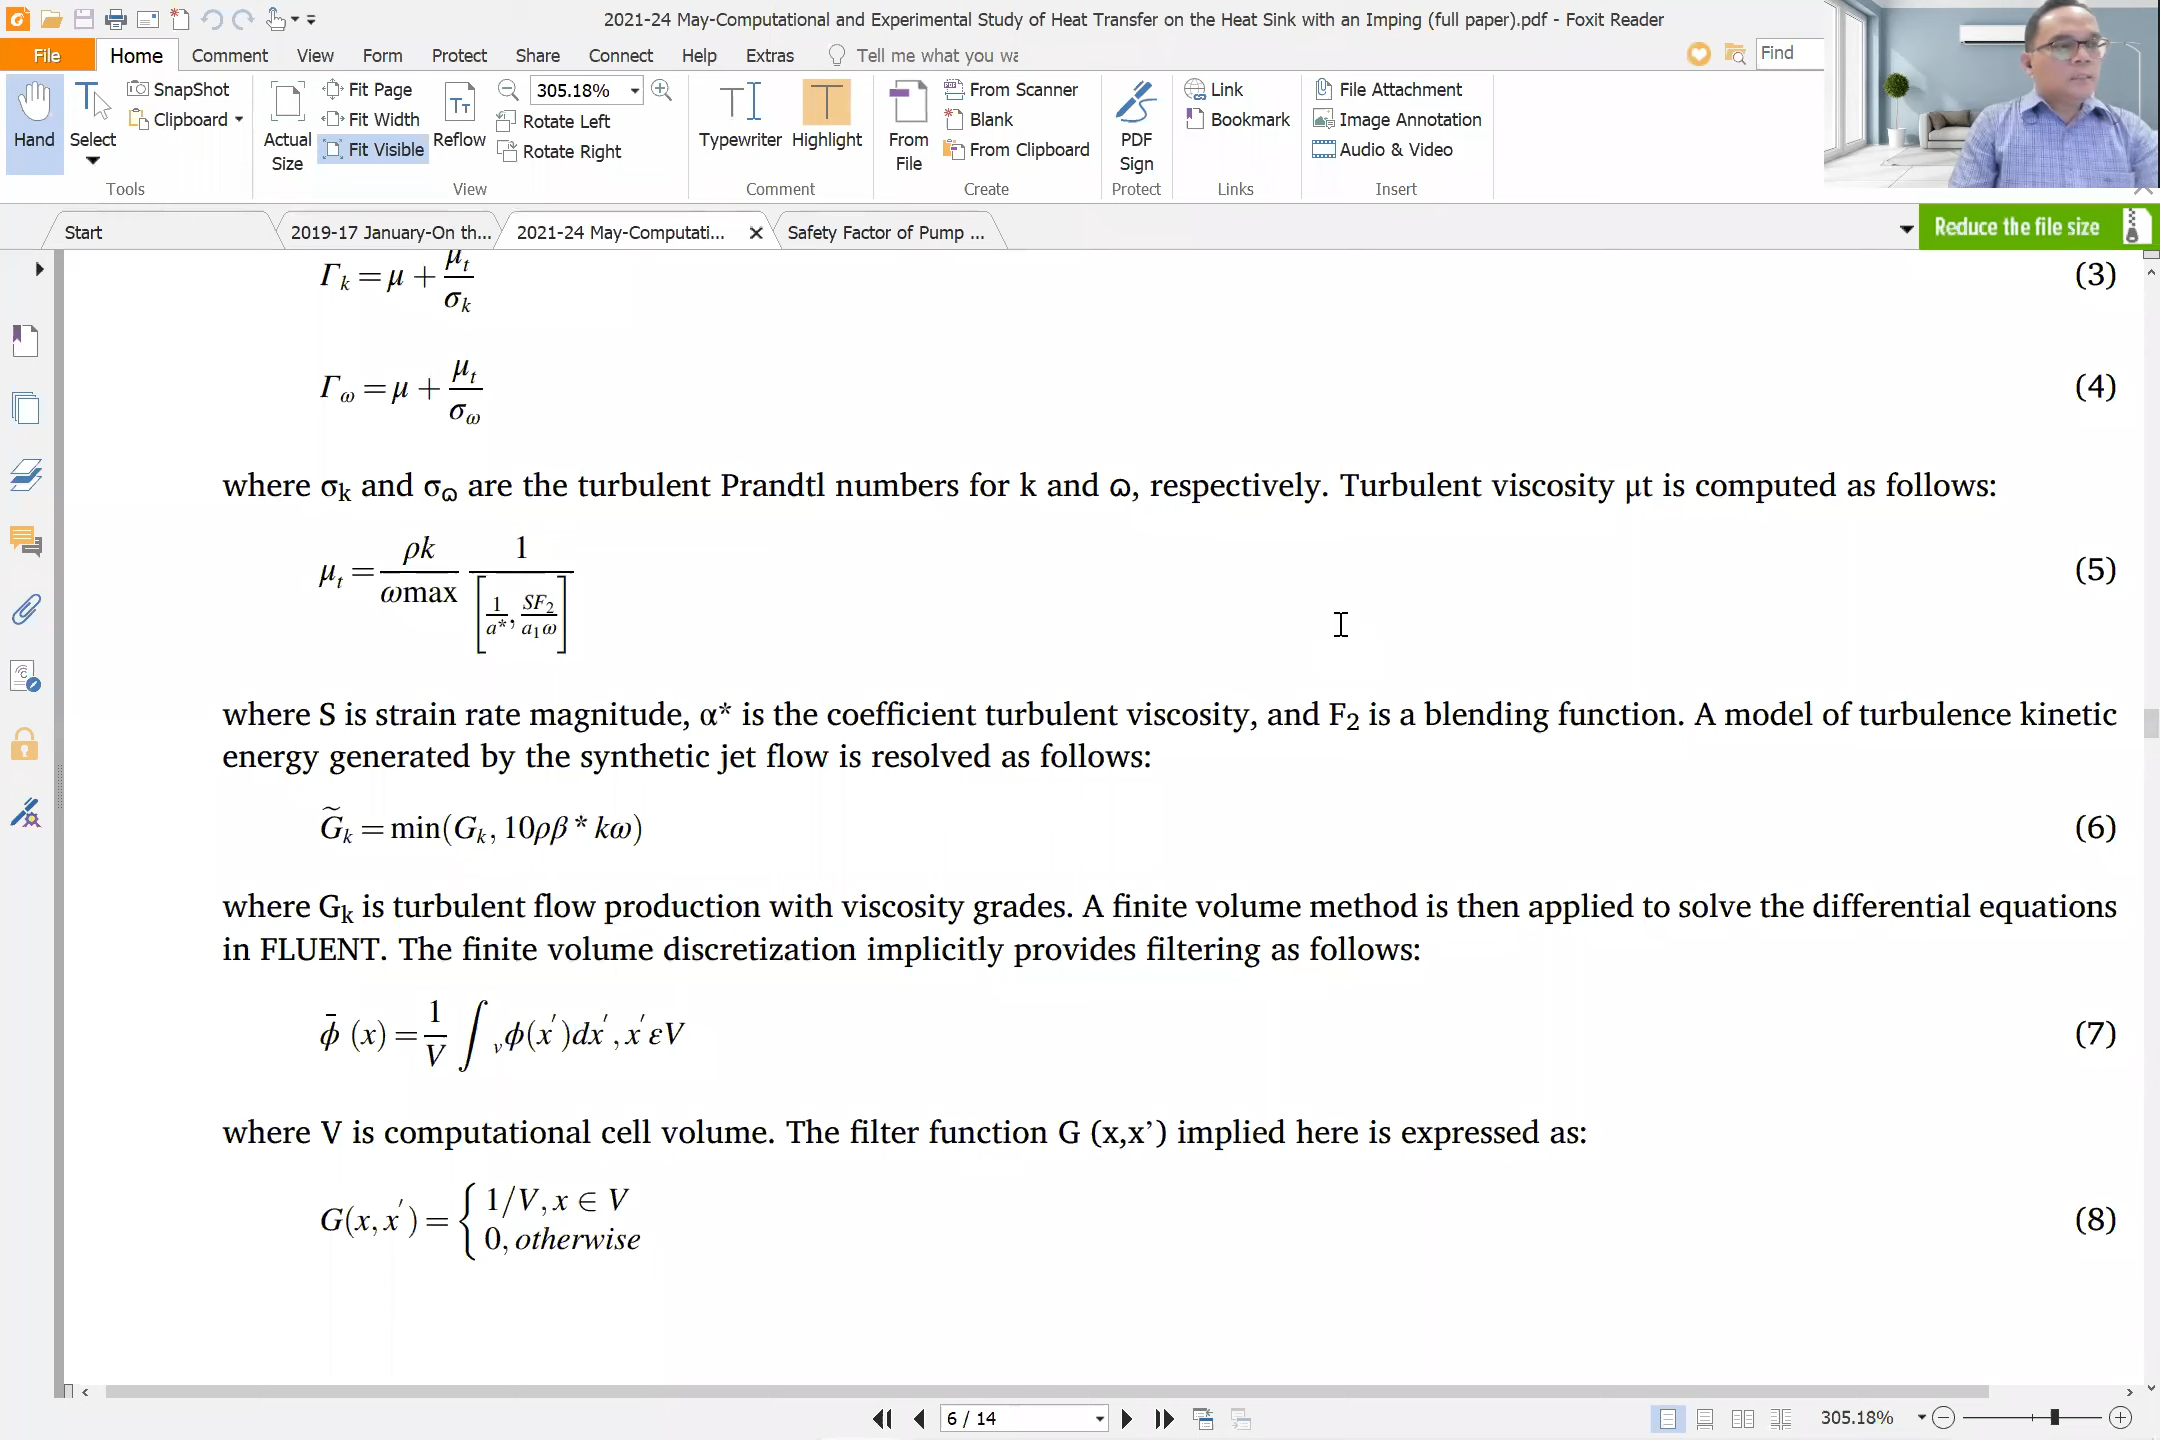 2021-24 May-Computational and Experimental Study of Heat Transfer on the Heat Sink with an Imping (full paper).pdf - Foxit Reader
File Home Comment View Form Protect Share Connect Help Extras Tell me what you wa Find
Hand Select SnapShot Clipboard Actual Size Fit Page Fit Width Fit Visible Reflow 305.18% Rotate Left Rotate Right Typewriter Highlight From File From Scanner Blank From Clipboard PDF Sign Link Bookmark File Attachment Image Annotation Audio & Video
Tools View Comment Create Protect Links Insert
Start 2019-17 January-On th... 2021-24 May-Computati... Safety Factor of Pump ... Reduce the file size
Γk = μ + μt/σk (3)
Γω = μ + μt/σω (4)
where σk and σϖ are the turbulent Prandtl numbers for k and ϖ, respectively. Turbulent viscosity μt is computed as follows:
μt = ρk/ωmax 1/[1/a*, SF2/a1ω] (5)
where S is strain rate magnitude, α* is the coefficient turbulent viscosity, and F2 is a blending function. A model of turbulence kinetic
energy generated by the synthetic jet flow is resolved as follows:
G̃k = min(Gk, 10ρβ * kω) (6)
where Gk is turbulent flow production with viscosity grades. A finite volume method is then applied to solve the differential equations
in FLUENT. The finite volume discretization implicitly provides filtering as follows:
ϕ̄ (x) = 1/V ∫v ϕ(x′)dx′, x′εV (7)
where V is computational cell volume. The filter function G (x,x’) implied here is expressed as:
G(x, x′) = { 1/V, x ∈ V
0, otherwise (8)
6 / 14 305.18%